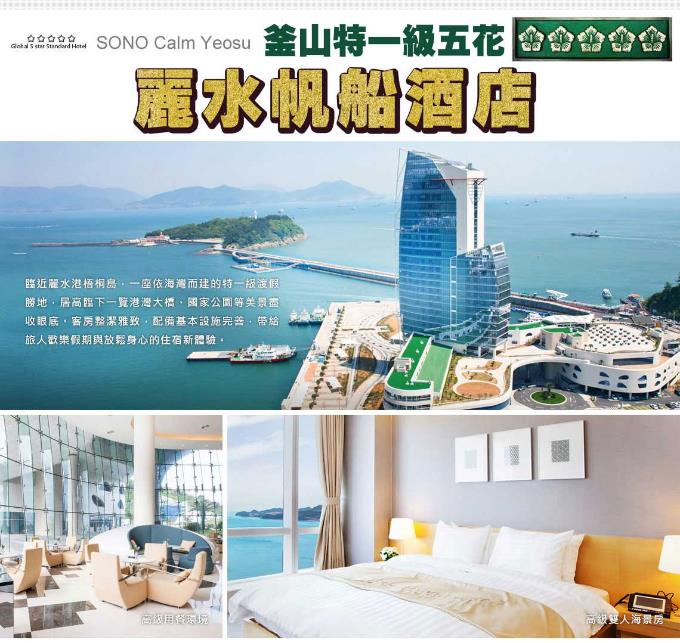 Global 5 star Standard Hotel
SONO Calm Yeosu 釜山特一級五花
麗水帆船酒店
臨近麗水港梧桐島，一座依海灣而建的特一級渡假
勝地，居高臨下一覽港灣大橋、國家公園等美景盡
收眼底，客房整潔雅致，配備基本設施完善，帶給
旅人歡樂假期與放鬆身心的住宿新體驗。
高級用餐環境
高級雙人海景房